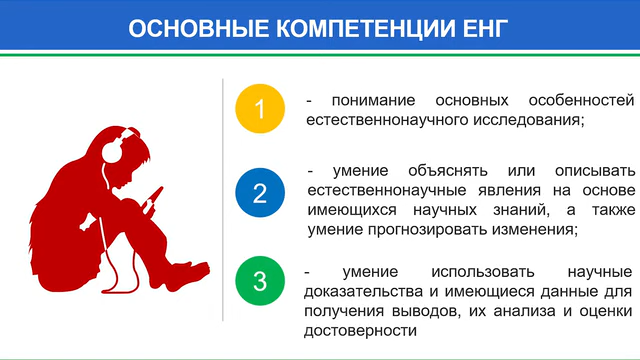 ОСНОВНЫЕ КОМПЕТЕНЦИИ ЕНГ
1
- понимание основных особенностей
естественнонаучного исследования;
2
- умение объяснять или описывать
естественнонаучные явления на основе
имеющихся научных знаний, а также
умение прогнозировать изменения;
3
- умение использовать научные
доказательства и имеющиеся данные для
получения выводов, их анализа и оценки
достоверности